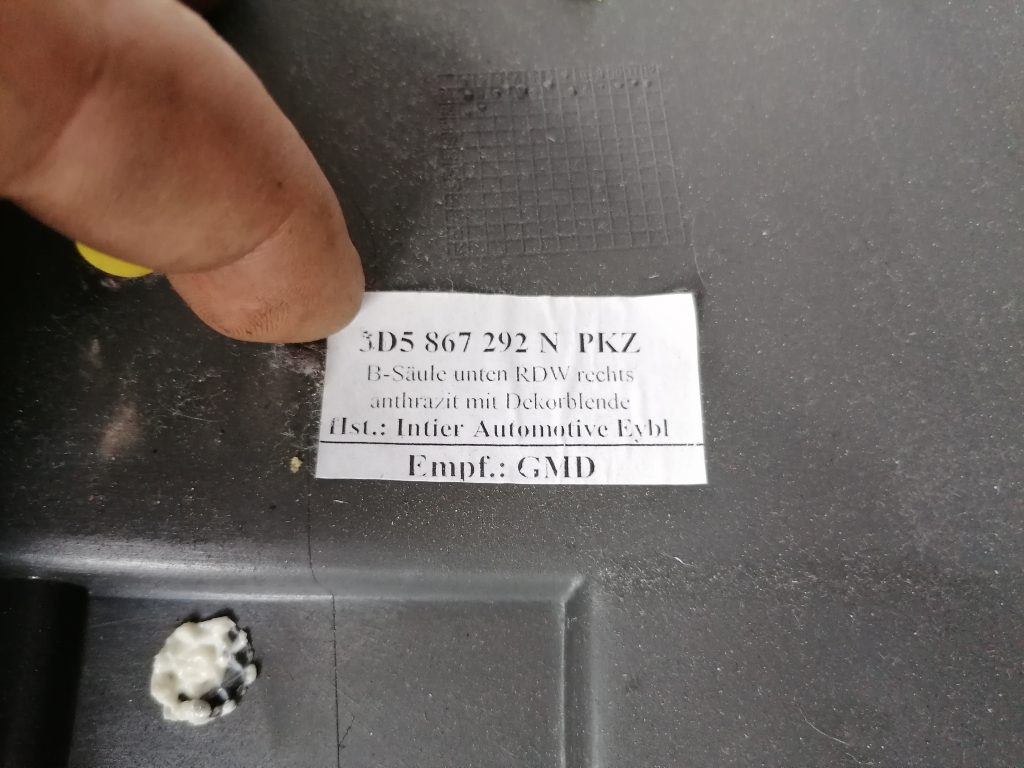 3D5 867 292 N PKZ
B-Säule unten RDW rechts
anthrazit mit Dekorblende
Hst.: Intier Automotive Eybl
Empf.: GMD